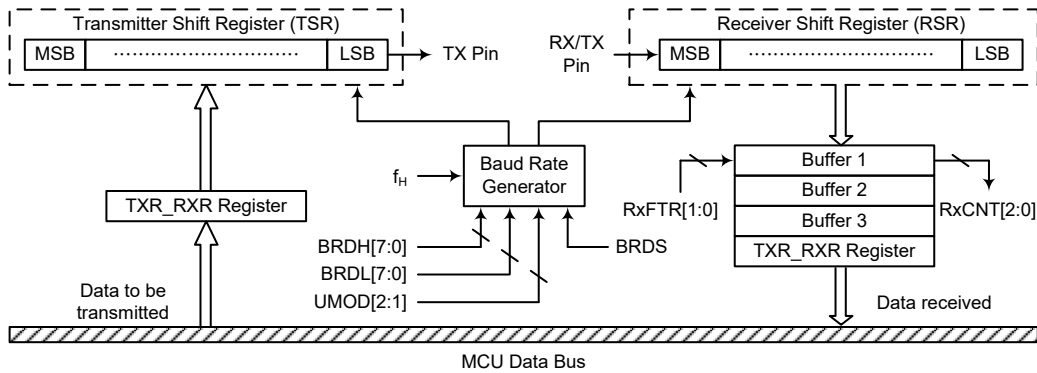 Transmitter Shift Register (TSR)
MSB ………………………… LSB
TX Pin
Receiver Shift Register (RSR)
RX/TX
Pin
MSB ………………………… LSB
Baud Rate
Generator
fH
BRDH[7:0]
BRDL[7:0]
UMOD[2:1]
BRDS
TXR_RXR Register
Data to be
transmitted
Buffer 1
Buffer 2
Buffer 3
TXR_RXR Register
RxFTR[1:0]
RxCNT[2:0]
Data received
MCU Data Bus